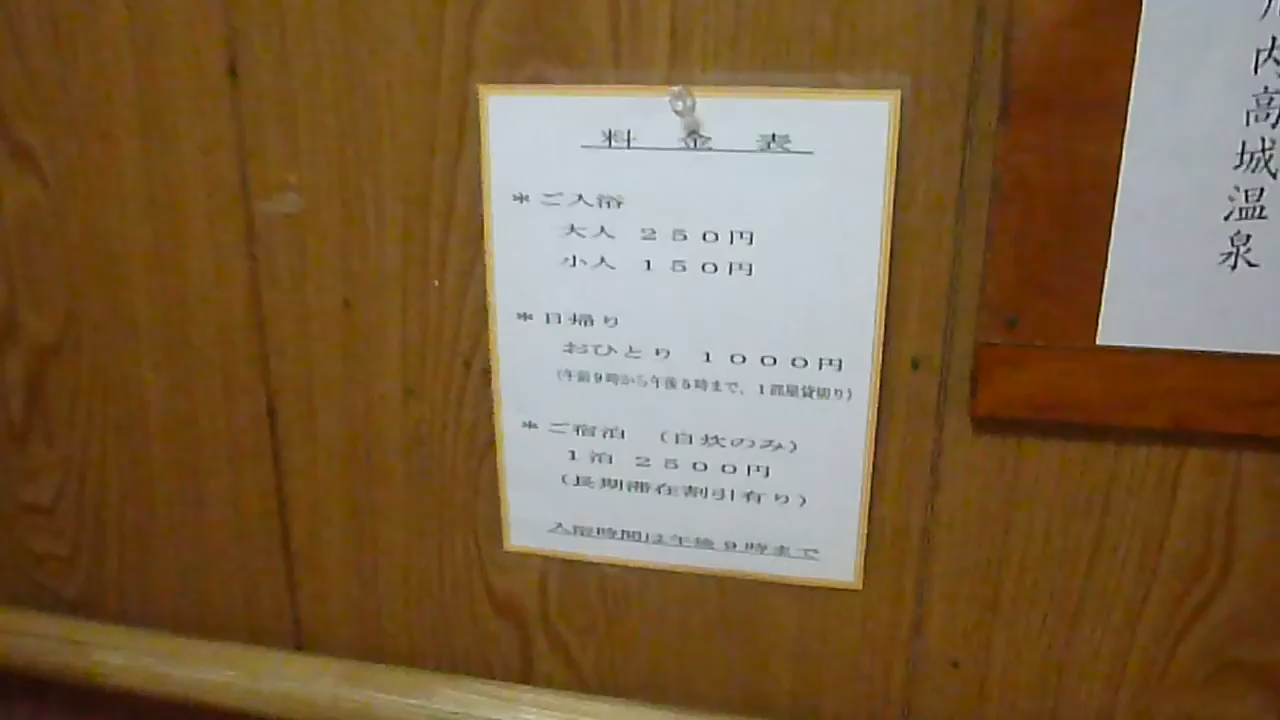 料 金 表
＊ご入浴
大人 ２５０円
小人 １５０円
＊日帰り
おひとり １０００円
（午前９時から午後５時まで、１部屋貸切り）
＊ご宿泊 （自炊のみ）
１泊 ２５００円
（長期滞在割引有り）
入浴時間は午後９時まで
内高城温泉